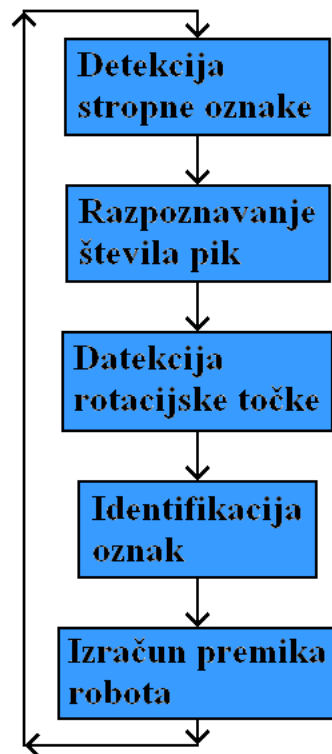 Detekcija
stropne oznake
Razpoznavanje
števila pik
Datekcija
rotacijske točke
Identifikacija
oznak
Izračun premika
robota